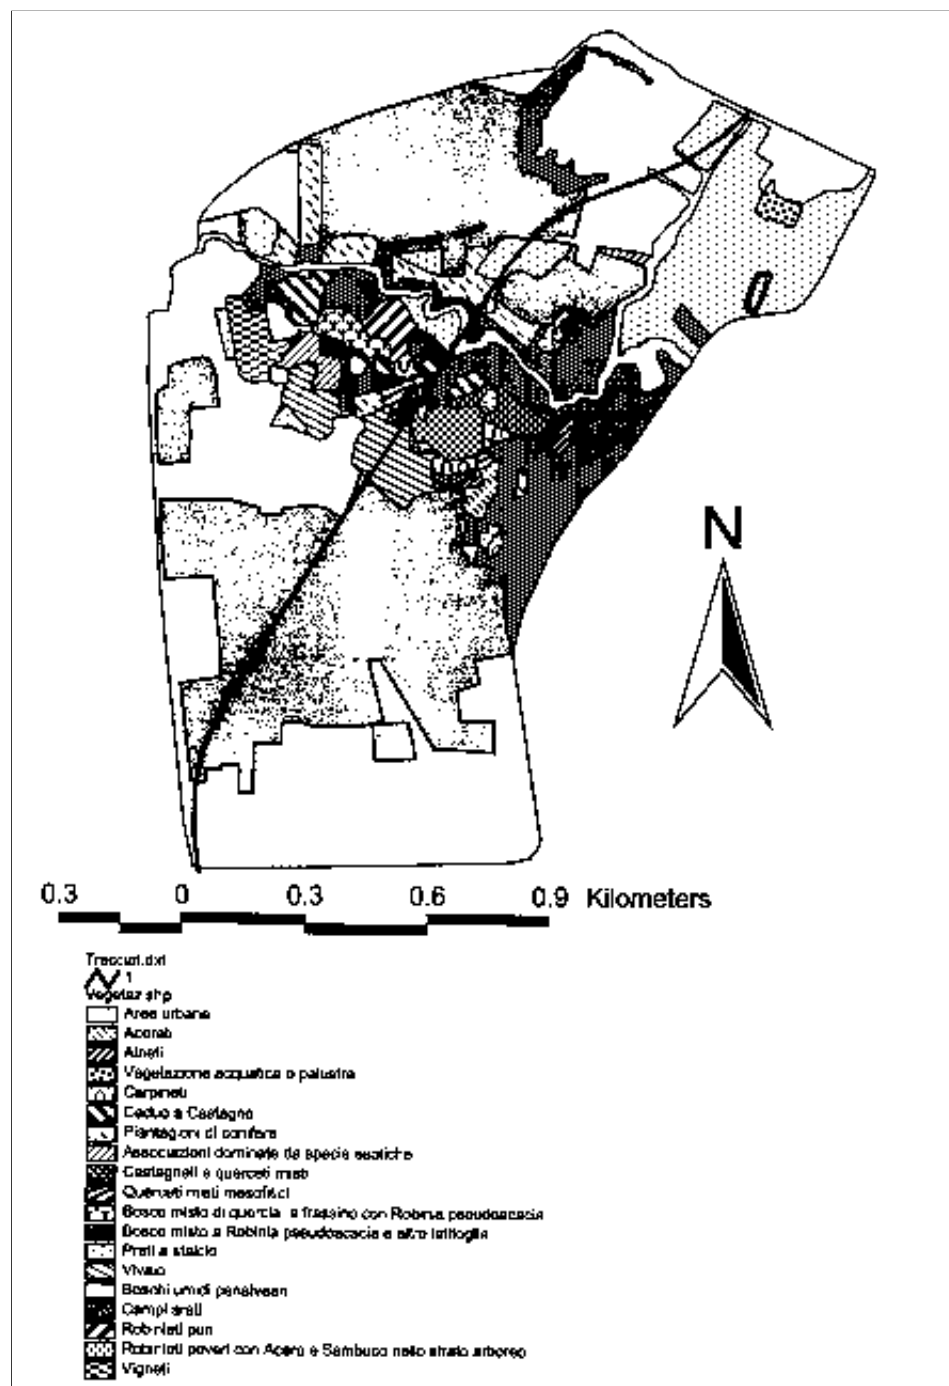 N
0.3 0 0.3 0.6 0.9 Kilometers
1
Aree urbane
Acereti
Alneti
Vegetazione acquatica o palustre
Carpineti
Ceduo a Castagno
Piantagioni di conifere
Associazioni dominate da specie esotiche
Castagneti e querceti misti
Querceti misti mesofitici
Bosco misto di quercia e frassino con Robinia pseudoacacia
Bosco misto a Robinia pseudoacacia e altre latifoglie
Prati a sfalcio
Vivaio
Boschi umidi
Campi arati
Robinieti puri
Robinieti poveri con Acero e Sambuco nello strato arboreo
Vigneti